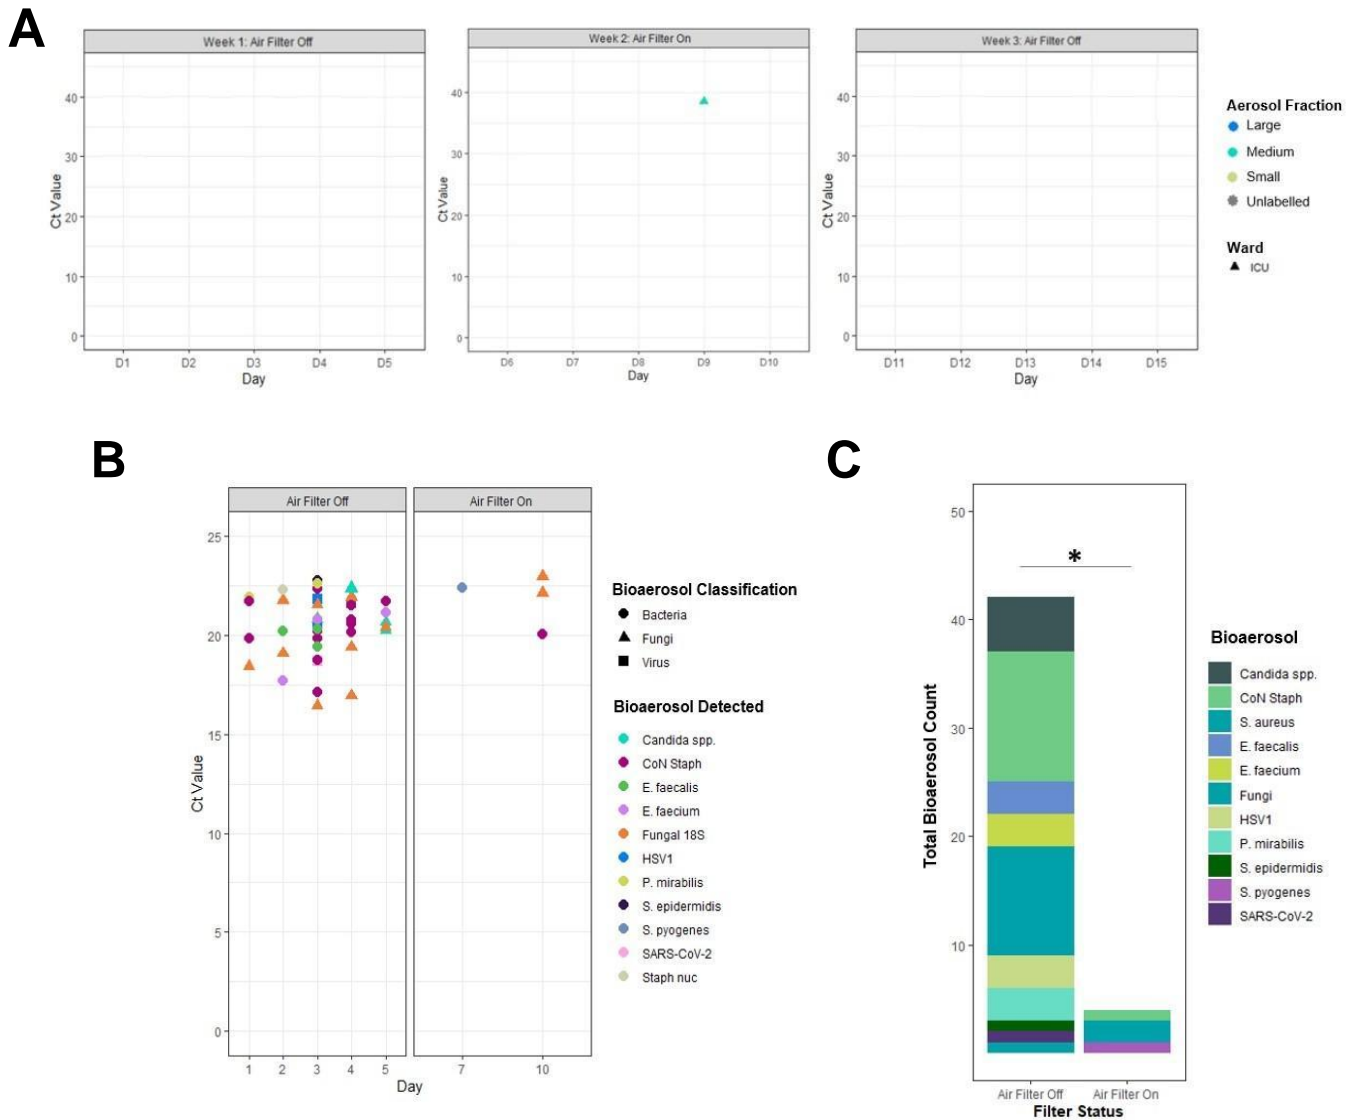 A
Week 1: Air Filter Off
Week 2: Air Filter On
Week 3: Air Filter Off
Ct Value
40
30
20
10
0
D1 D2 D3 D4 D5
Day
Ct Value
40
30
20
10
0
D6 D7 D8 D9 D10
Day
Ct Value
40
30
20
10
0
D11 D12 D13 D14 D15
Day
Aerosol Fraction
Large
Medium
Small
Unlabelled
Ward
ICU
B
Air Filter Off
Air Filter On
Ct Value
25
20
15
10
5
0
1 2 3 4 5
7 10
Day
Bioaerosol Classification
Bacteria
Fungi
Virus
Bioaerosol Detected
Candida spp.
CoN Staph
E. faecalis
E. faecium
Fungal 18S
HSV1
P. mirabilis
S. epidermidis
S. pyogenes
SARS-CoV-2
Staph nuc
C
Total Bioaerosol Count
50
40
30
20
10
*
Air Filter Off Air Filter On
Filter Status
Bioaerosol
Candida spp.
CoN Staph
S. aureus
E. faecalis
E. faecium
Fungi
HSV1
P. mirabilis
S. epidermidis
S. pyogenes
SARS-CoV-2